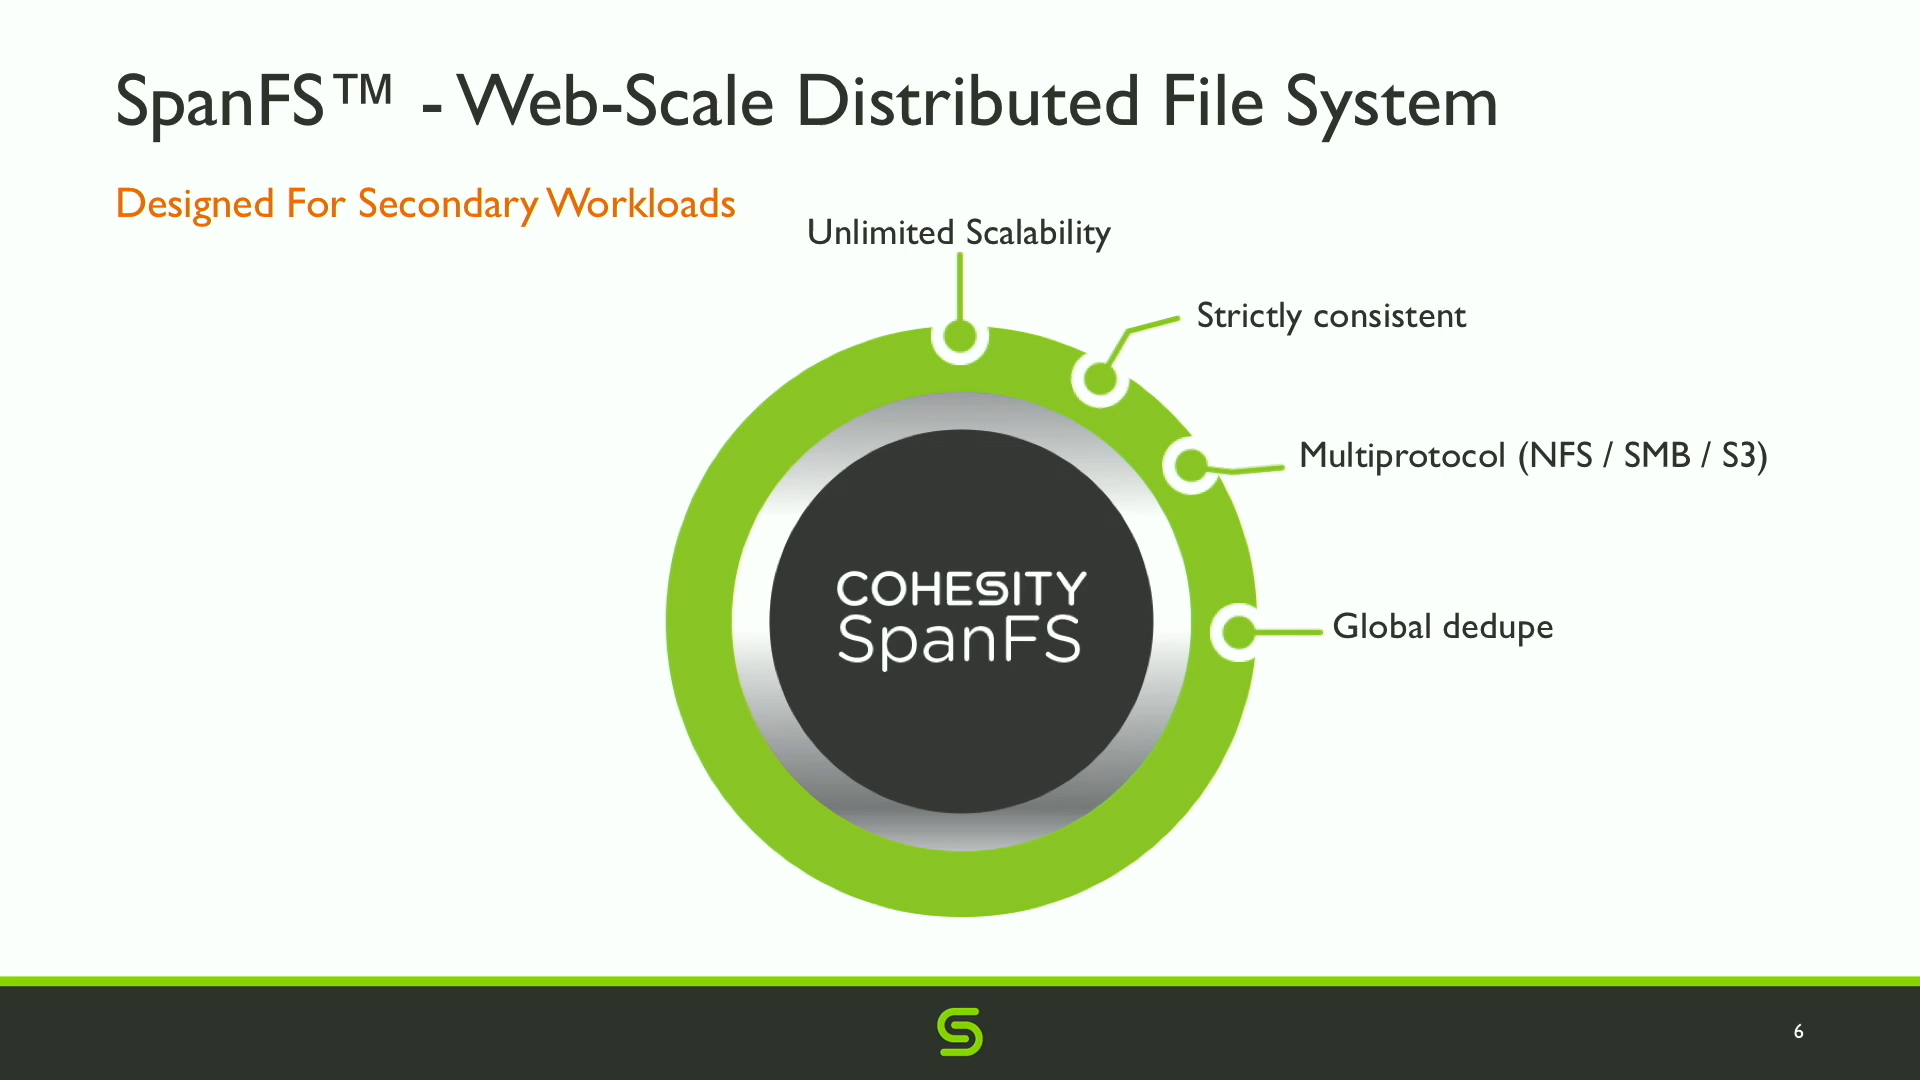 SpanFS™ - Web-Scale Distributed File System
Designed For Secondary Workloads
Unlimited Scalability
Strictly consistent
Multiprotocol (NFS / SMB / S3)
Global dedupe
COHESITY
SpanFS
6